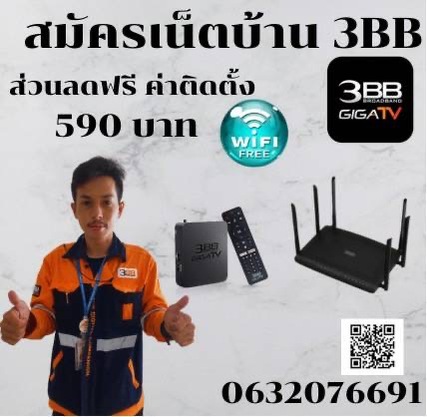 สมัครเน็ตบ้าน 3BB
ส่วนลดฟรี ค่าติดตั้ง
590 บาท
WIFI
FREE
3BB
BROADBAND
GIGATV
3BB
GIGATV
3BB
0632076691